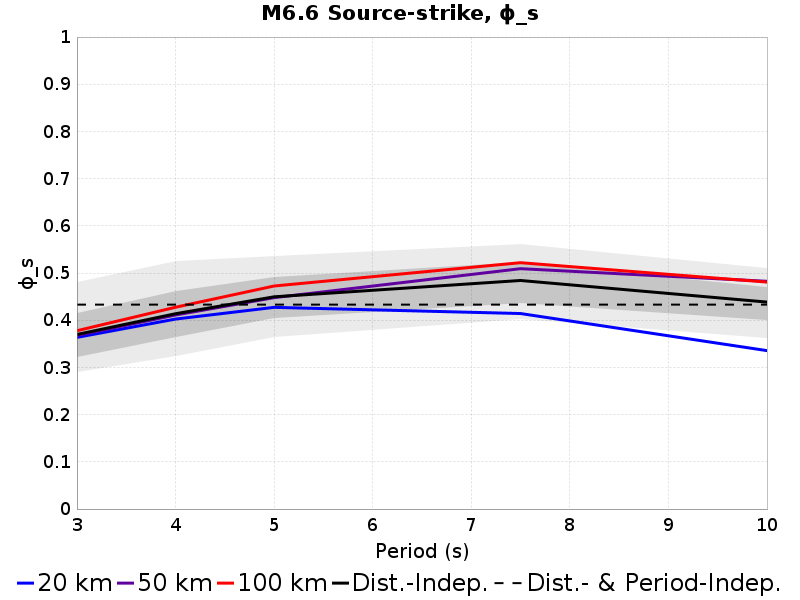 M6.6 Source-strike, ϕ_s
1
0.9
0.8
0.7
0.6
0.5
0.4
0.3
0.2
0.1
0
ϕ_s
3 4 5 6 7 8 9 10
Period (s)
20 km 50 km 100 km Dist.-Indep. Dist.- & Period-Indep.